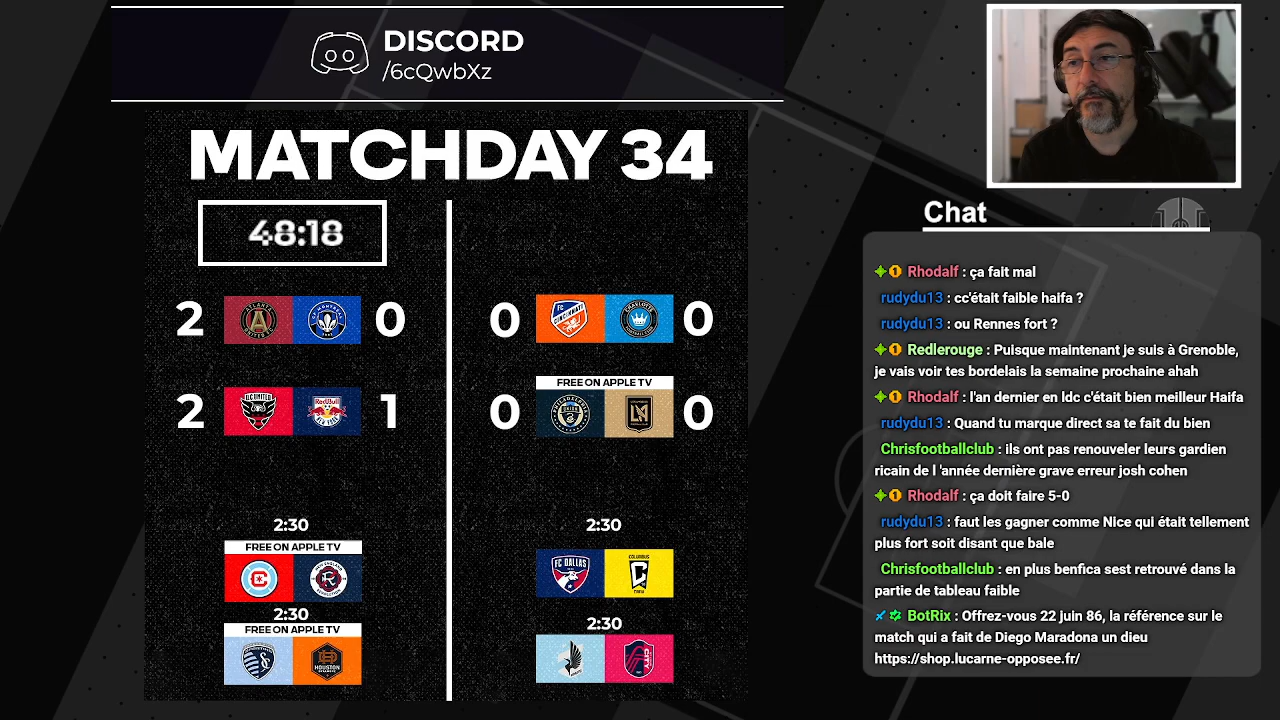 DISCORD
/6cQwbXz
MATCHDAY 34
48:18
2 0
0 0
FREE ON APPLE TV
2 1
0 0
2:30
FREE ON APPLE TV
2:30
FC DALLAS
COLUMBUS
2:30
FREE ON APPLE TV
HOUSTON
2:30
CITY
Chat
Rhodalf : ça fait mal
rudydu13 : cc'était faible haifa ?
rudydu13 : ou Rennes fort ?
Redlerouge : Puisque maintenant je suis à Grenoble,
je vais voir tes bordelais la semaine prochaine ahah
Rhodalf : l'an dernier en ldc c'était bien meilleur Haifa
rudydu13 : Quand tu marque direct sa te fait du bien
Chrisfootballclub : ils ont pas renouveler leurs gardien
ricain de l 'année dernière grave erreur josh cohen
Rhodalf : ça doit faire 5-0
rudydu13 : faut les gagner comme Nice qui était tellement
plus fort soit disant que bale
Chrisfootballclub : en plus benfica sest retrouvé dans la
partie de tableau faible
BotRix : Offrez-vous 22 juin 86, la référence sur le
match qui a fait de Diego Maradona un dieu
https://shop.lucarne-opposee.fr/